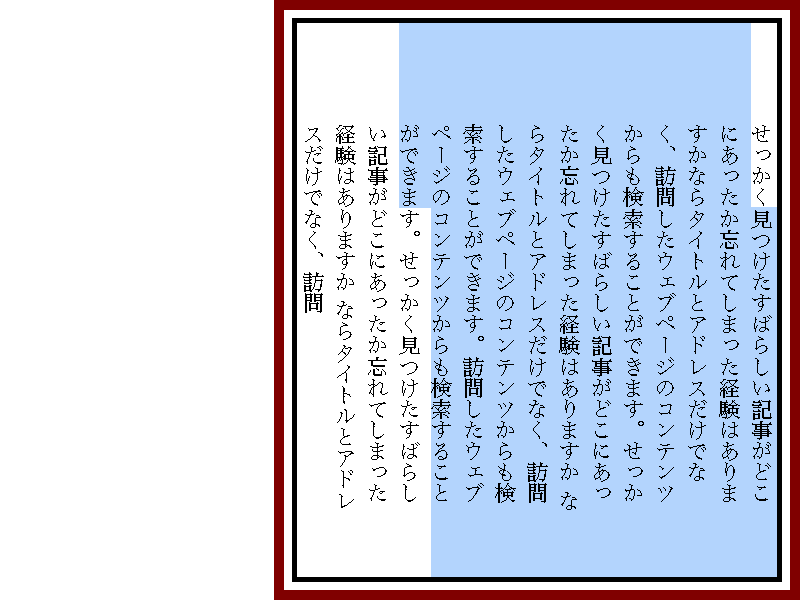 せっかく見つけたすばらしい記事がどこ
にあったか忘れてしまった経験はありま
すかならタイトルとアドレスだけでな
く、訪問したウェブページのコンテンツ
からも検索することができます。せっか
く見つけたすばらしい記事がどこにあっ
たか忘れてしまった経験はありますか な
らタイトルとアドレスだけでなく、訪問
したウェブページのコンテンツからも検
索することができます。訪問したウェブ
ページのコンテンツからも検索すること
ができます。せっかく見つけたすばらし
い記事がどこにあったか忘れてしまった
経験はありますか ならタイトルとアドレ
スだけでなく、訪問